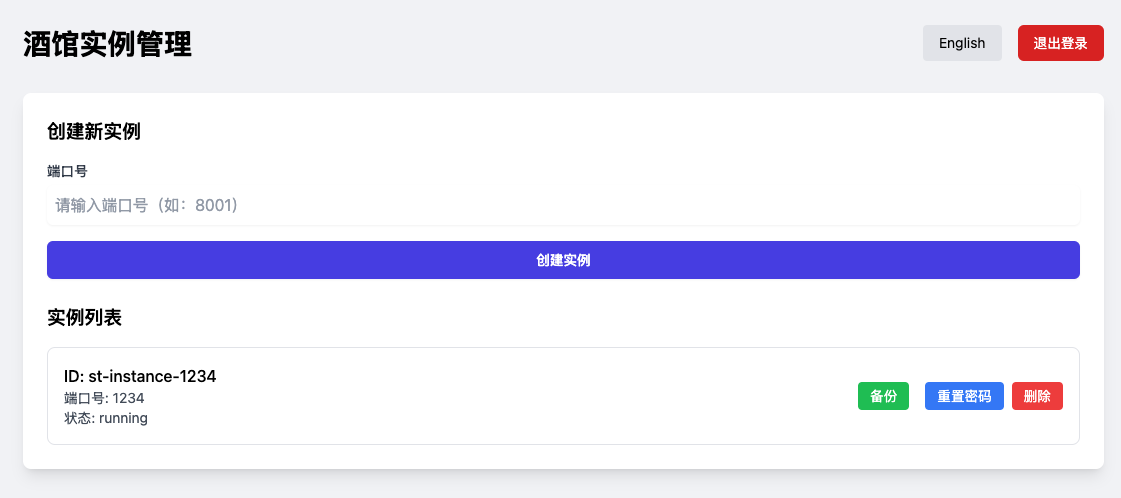 酒馆实例管理
English
退出登录
创建新实例
端口号
请输入端口号（如：8001）
创建实例
实例列表
ID: st-instance-1234
端口号: 1234
状态: running
备份
重置密码
删除